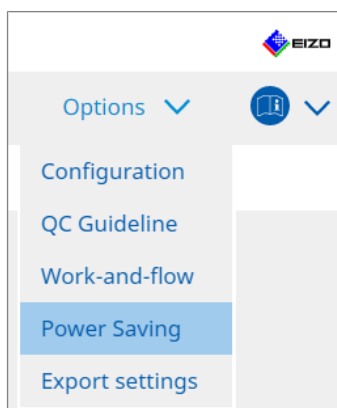 EIZO
Options
Configuration
QC Guideline
Work-and-flow
Power Saving
Export settings